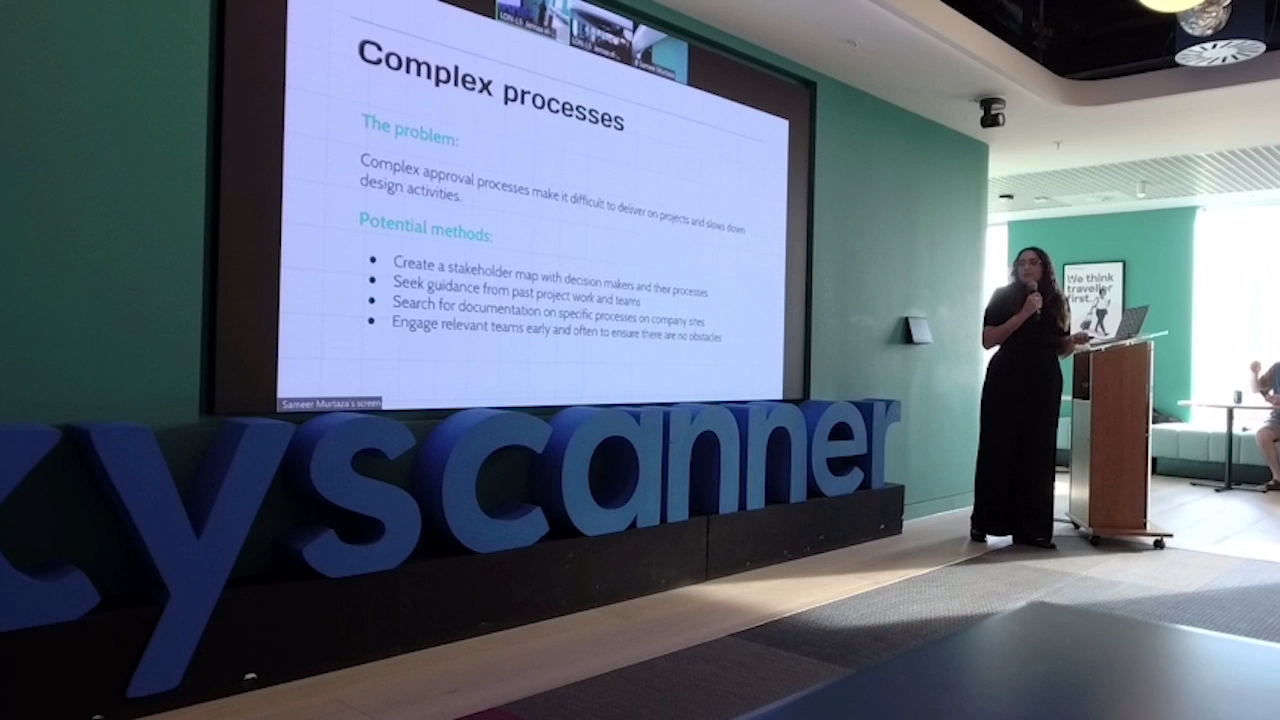 Complex processes
The problem:
Complex approval processes make it difficult to deliver on projects and slows down
design activities.
Potential methods:
• Create a stakeholder map with decision makers and their processes
• Seek guidance from past project work and teams
• Search for documentation on specific processes on company sites
• Engage relevant teams early and often to ensure there are no obstacles
Sameer Murtaza's screen
kyscanner
We think
traveller
first.